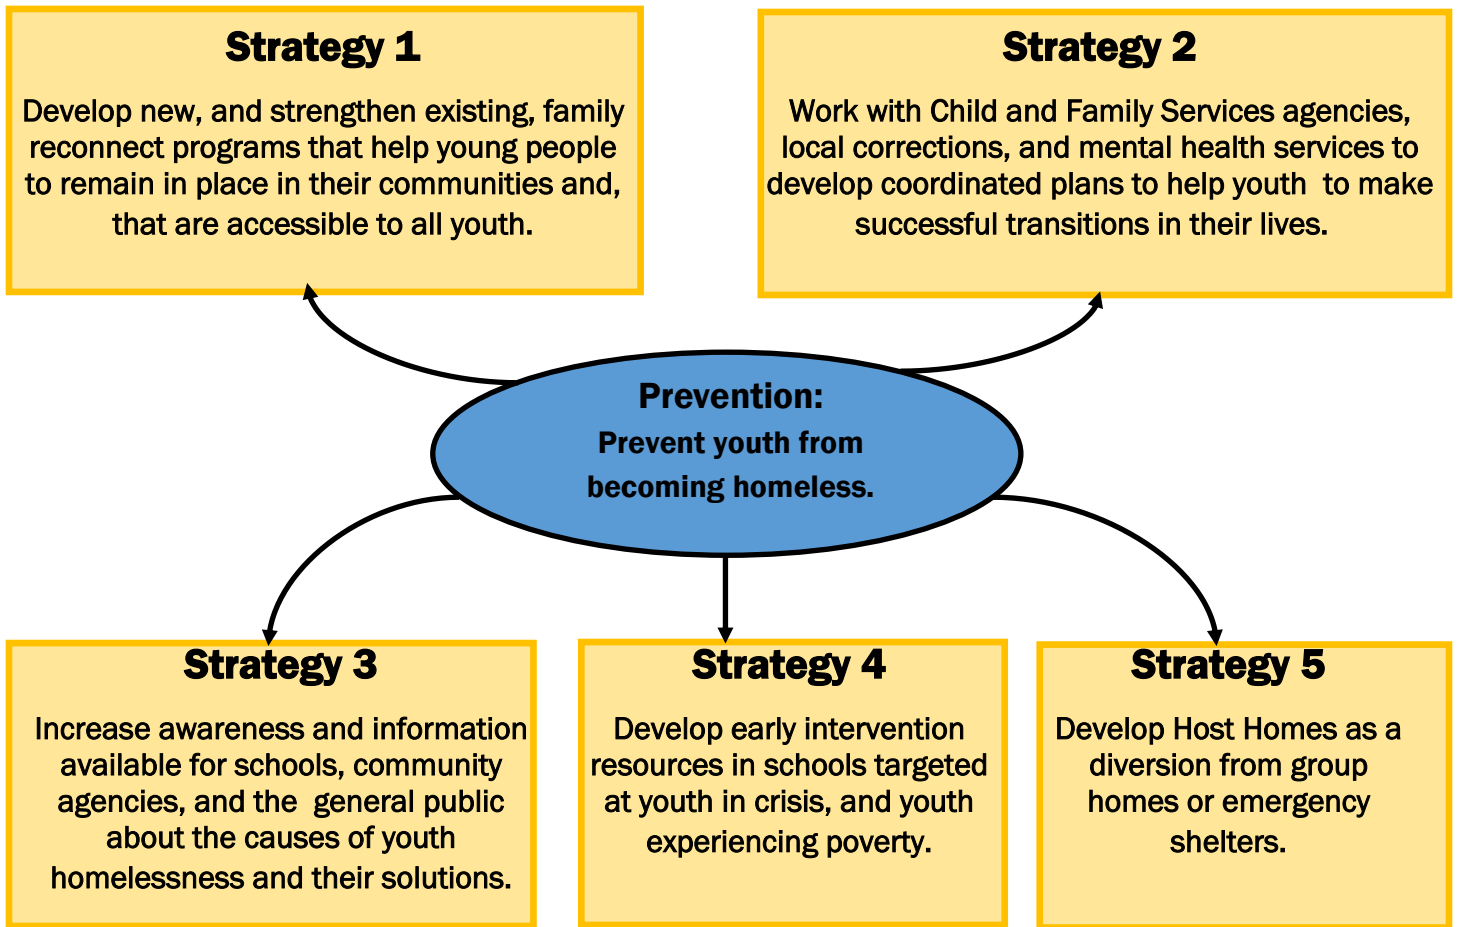 Strategy 1
Develop new, and strengthen existing, family
reconnect programs that help young people
to remain in place in their communities and,
that are accessible to all youth.
Strategy 2
Work with Child and Family Services agencies,
local corrections, and mental health services to
develop coordinated plans to help youth  to make
successful transitions in their lives.
Prevention:
Prevent youth from
becoming homeless.
Strategy 3
Increase awareness and information
available for schools, community
agencies, and the  general public
about the causes of youth
homelessness and their solutions.
Strategy 4
Develop early intervention
resources in schools targeted
at youth in crisis, and youth
experiencing poverty.
Strategy 5
Develop Host Homes as a
diversion from group
homes or emergency
shelters.